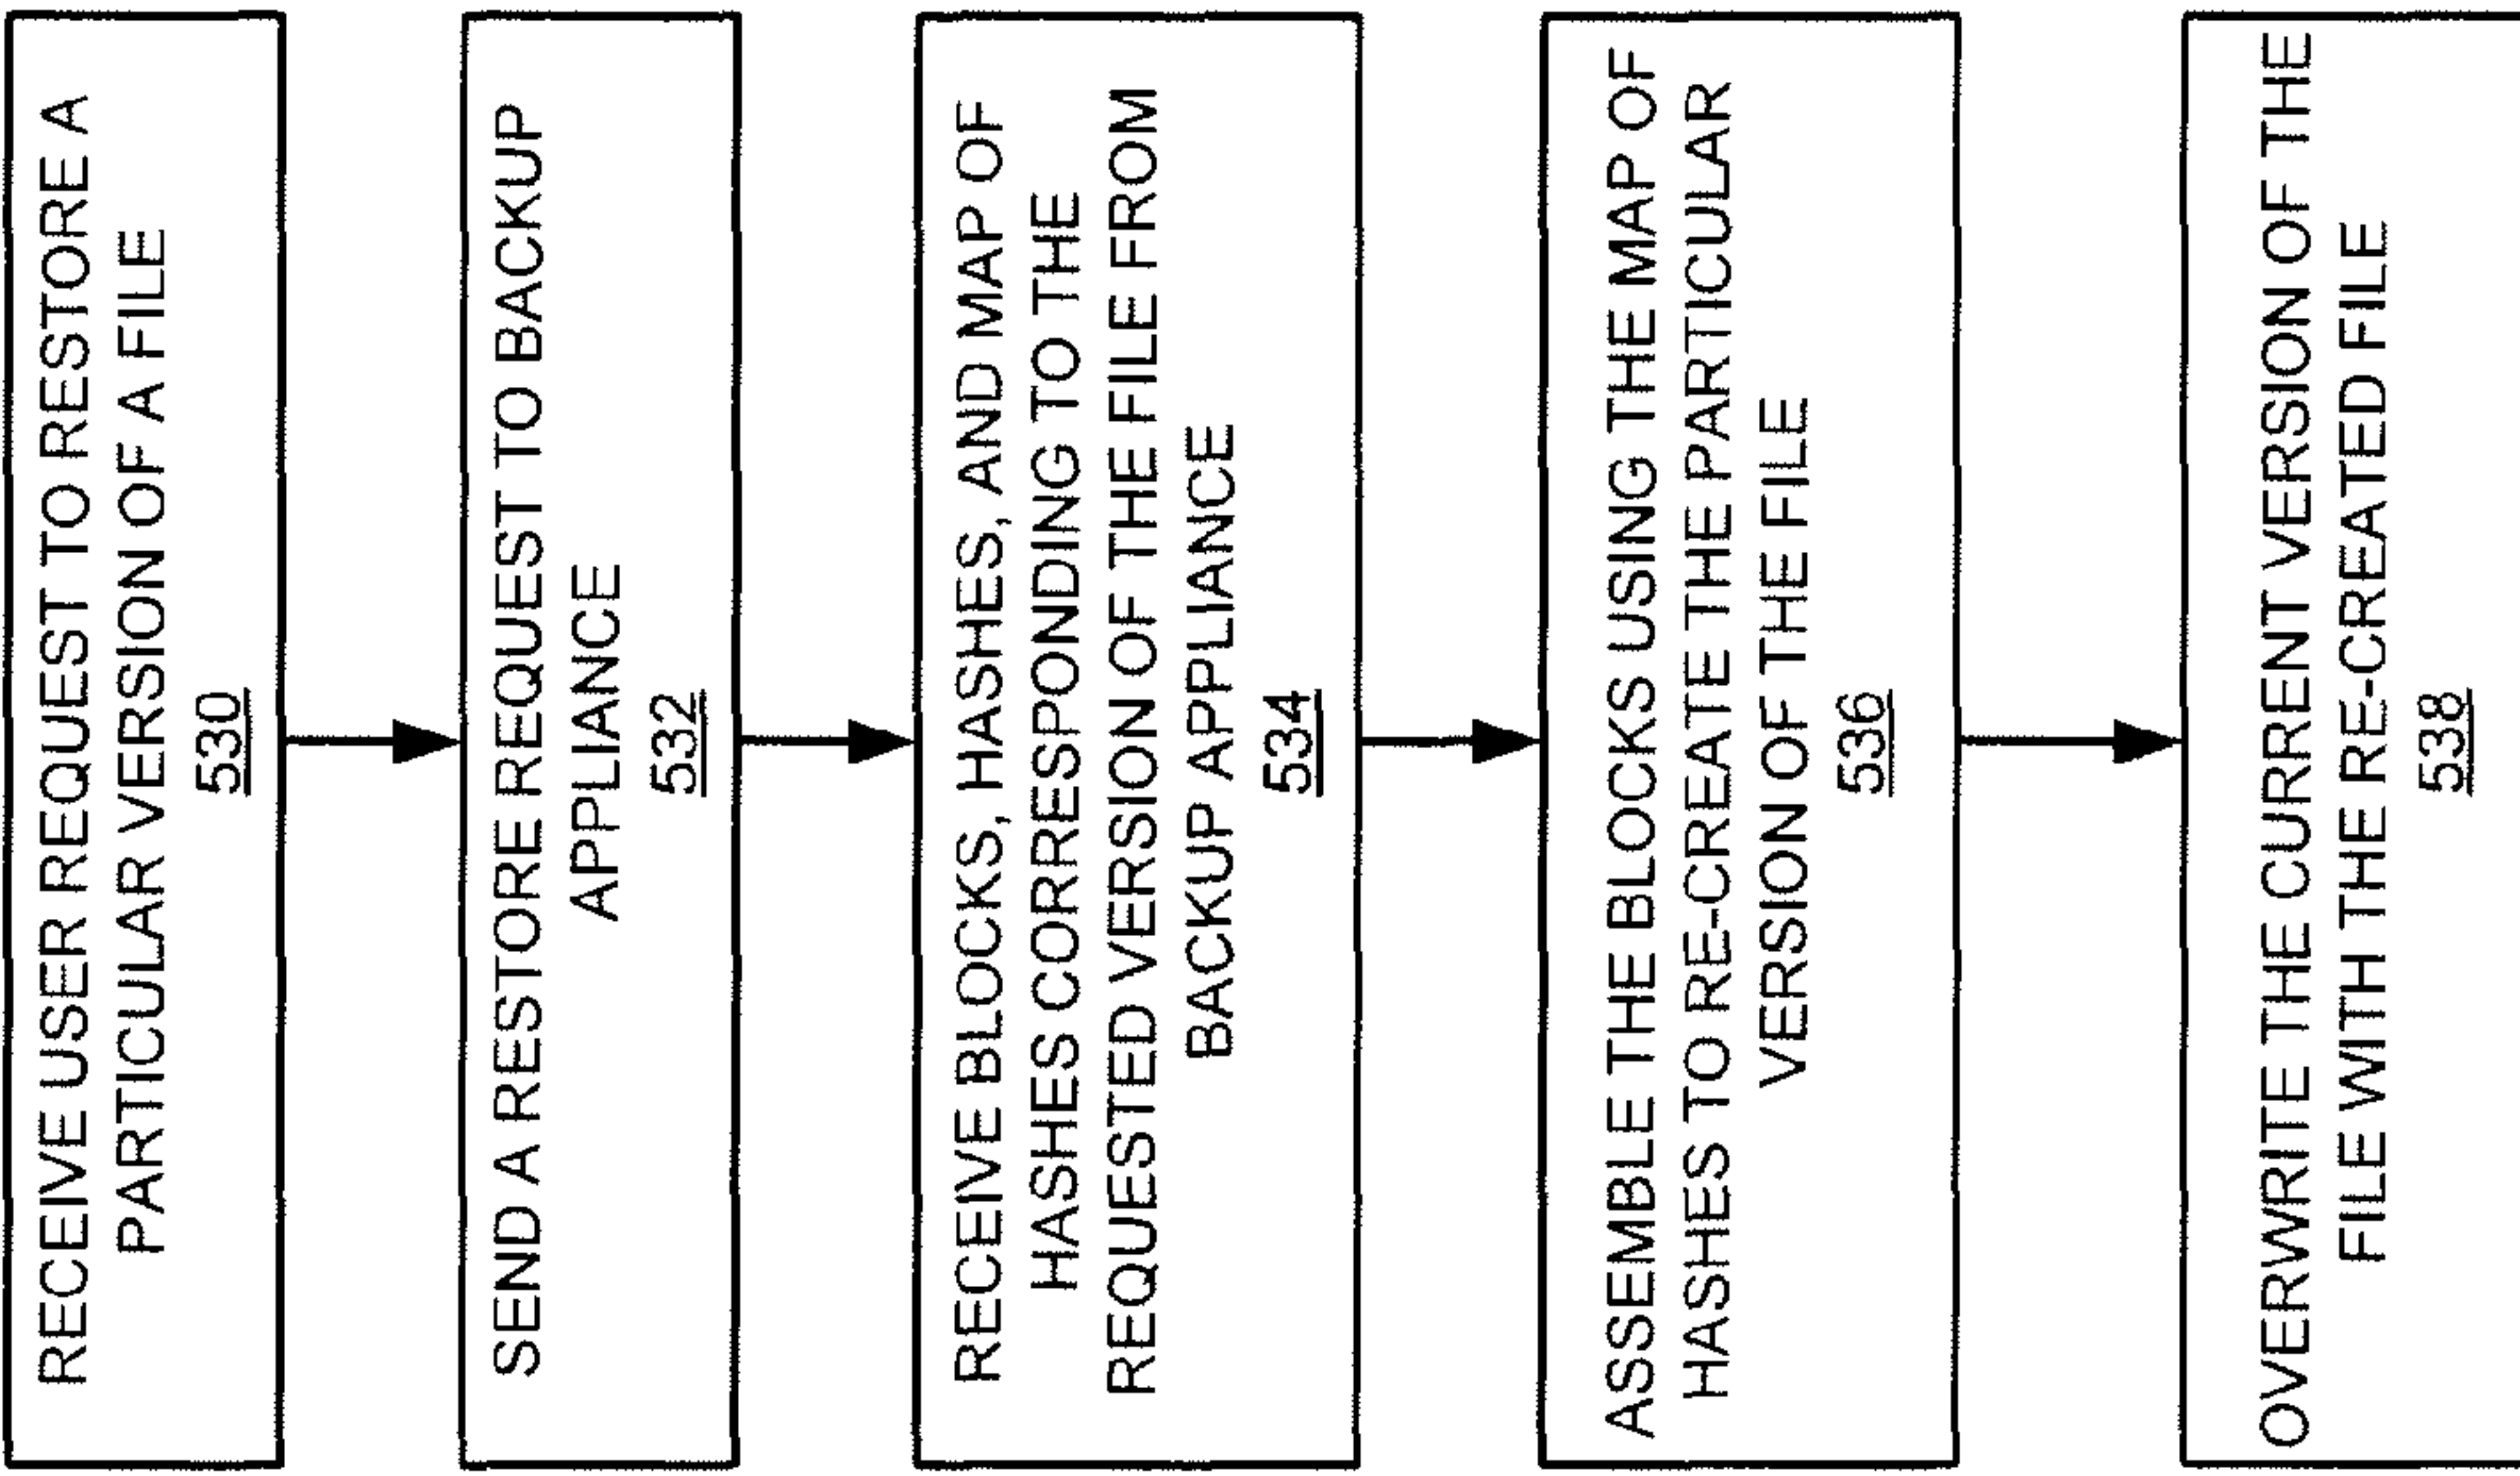 RECEIVE USER REQUEST TO RESTORE A
PARTICULAR VERSION OF A FILE
530
SEND A RESTORE REQUEST TO BACKUP
APPLIANCE
532
RECEIVE BLOCKS, HASHES, AND MAP OF
HASHES CORRESPONDING TO THE
REQUESTED VERSION OF THE FILE FROM
BACKUP APPLIANCE
534
ASSEMBLE THE BLOCKS USING THE MAP OF
HASHES TO RE-CREATE THE PARTICULAR
VERSION OF THE FILE
536
OVERWRITE THE CURRENT VERSION OF THE
FILE WITH THE RE-CREATED FILE
538